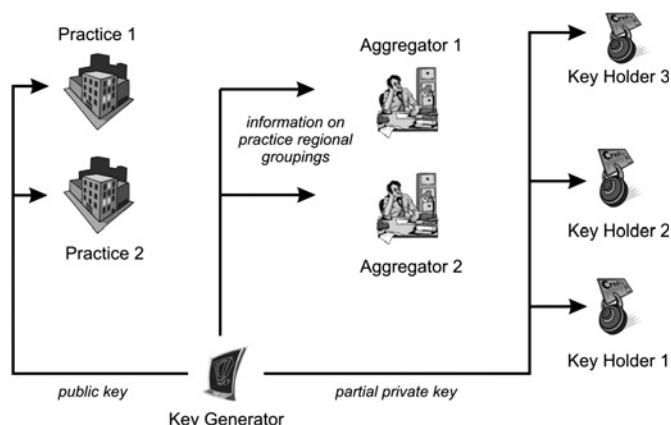 Practice 1
Aggregator 1
Key Holder 3
information on
practice regional
groupings
Practice 2
Aggregator 2
Key Holder 2
Key Holder 1
public key
partial private key
Key Generator